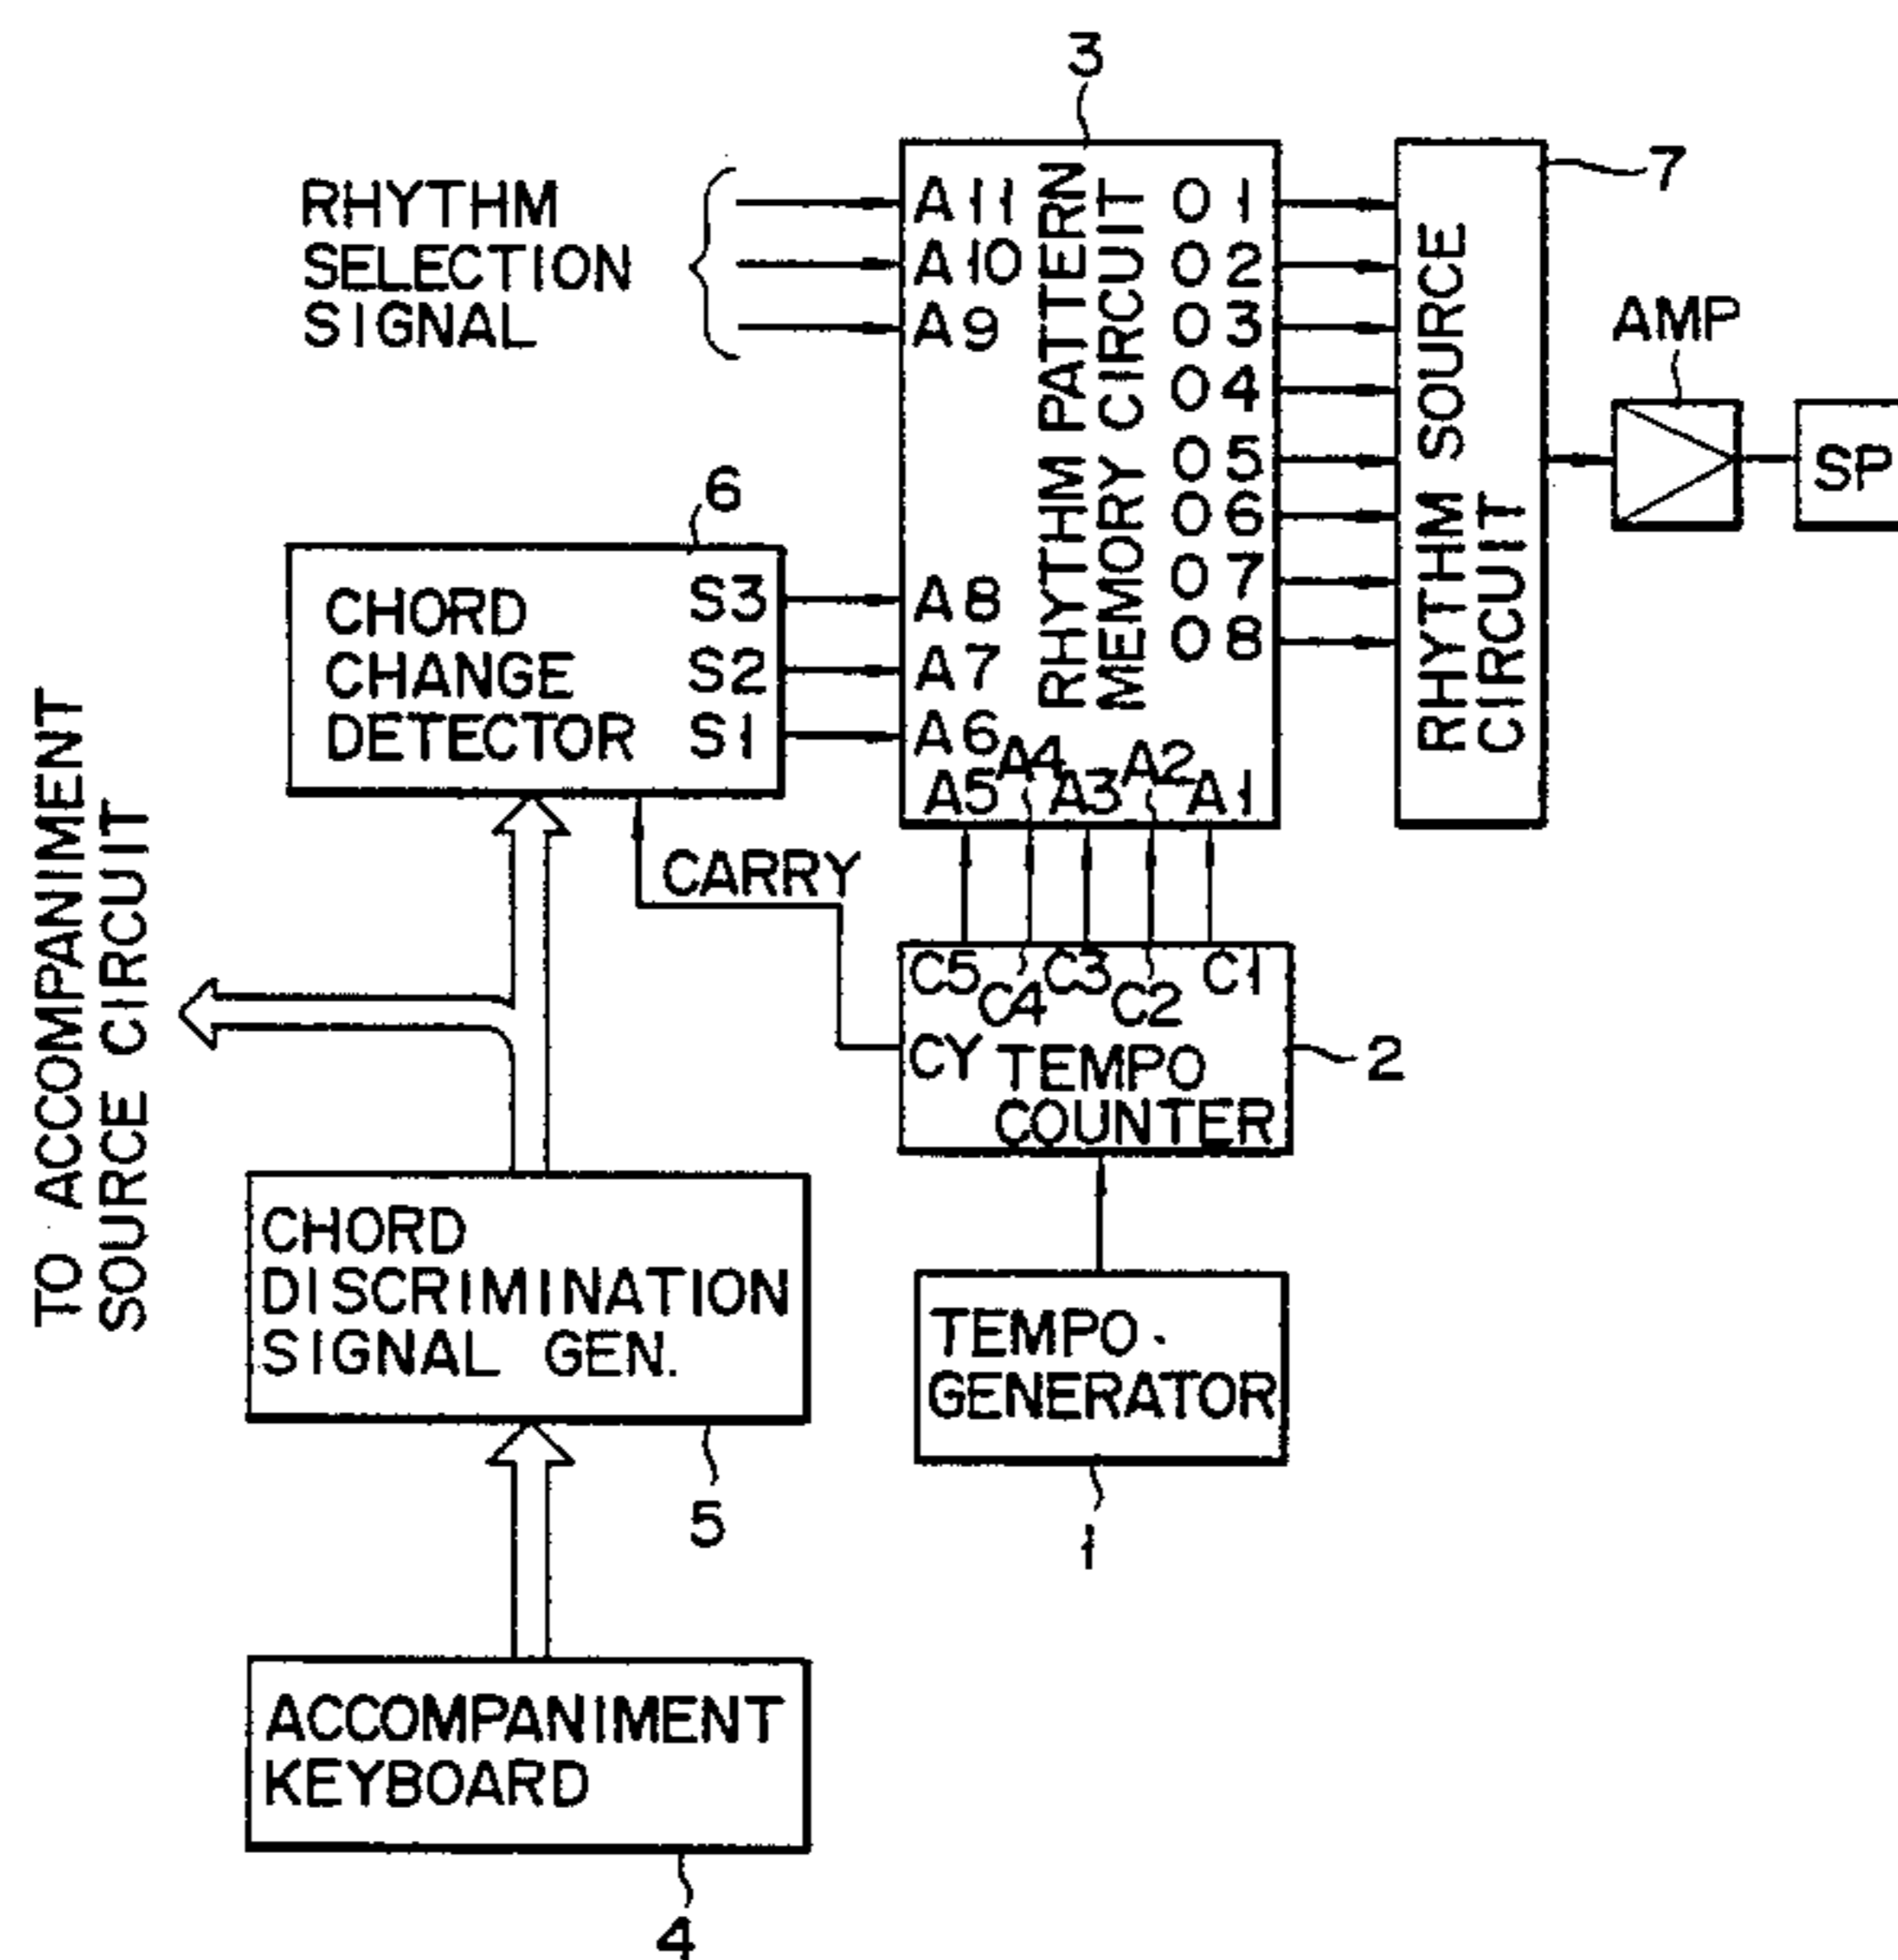 3
RHYTHM
SELECTION
SIGNAL
A11
A10
A9
A8
A7
A6
A5
A4
A3
A2
A1
RHYTHM PATTERN
MEMORY CIRCUIT
O1
O2
O3
O4
O5
O6
O7
O8
7
RHYTHM SOURCE
CIRCUIT
AMP
SP
6
CHORD
CHANGE
DETECTOR
S3
S2
S1
CARRY
C5
C4
C3
C2
C1
CY
TEMPO
COUNTER
2
TO ACCOMPANIMENT
SOURCE CIRCUIT
CHORD
DISCRIMINATION
SIGNAL GEN.
5
TEMPO
GENERATOR
1
ACCOMPANIMENT
KEYBOARD
4